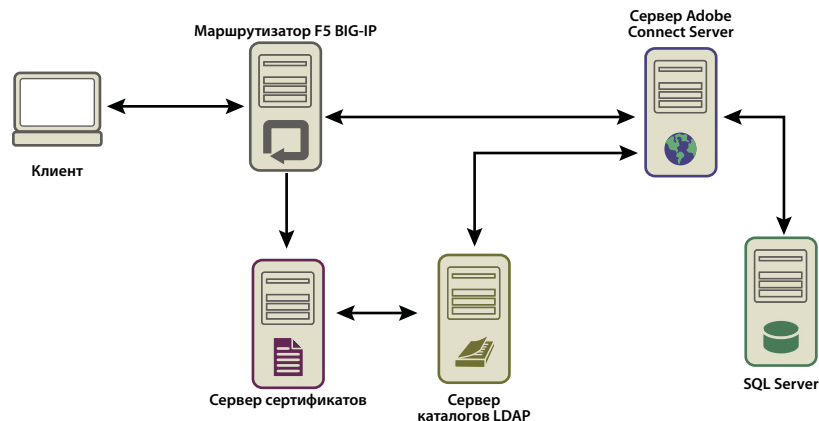 Маршрутизатор F5 BIG-IP
Сервер Adobe
Connect Server
Клиент
SQL Server
Сервер сертификатов
Сервер
каталогов LDAP